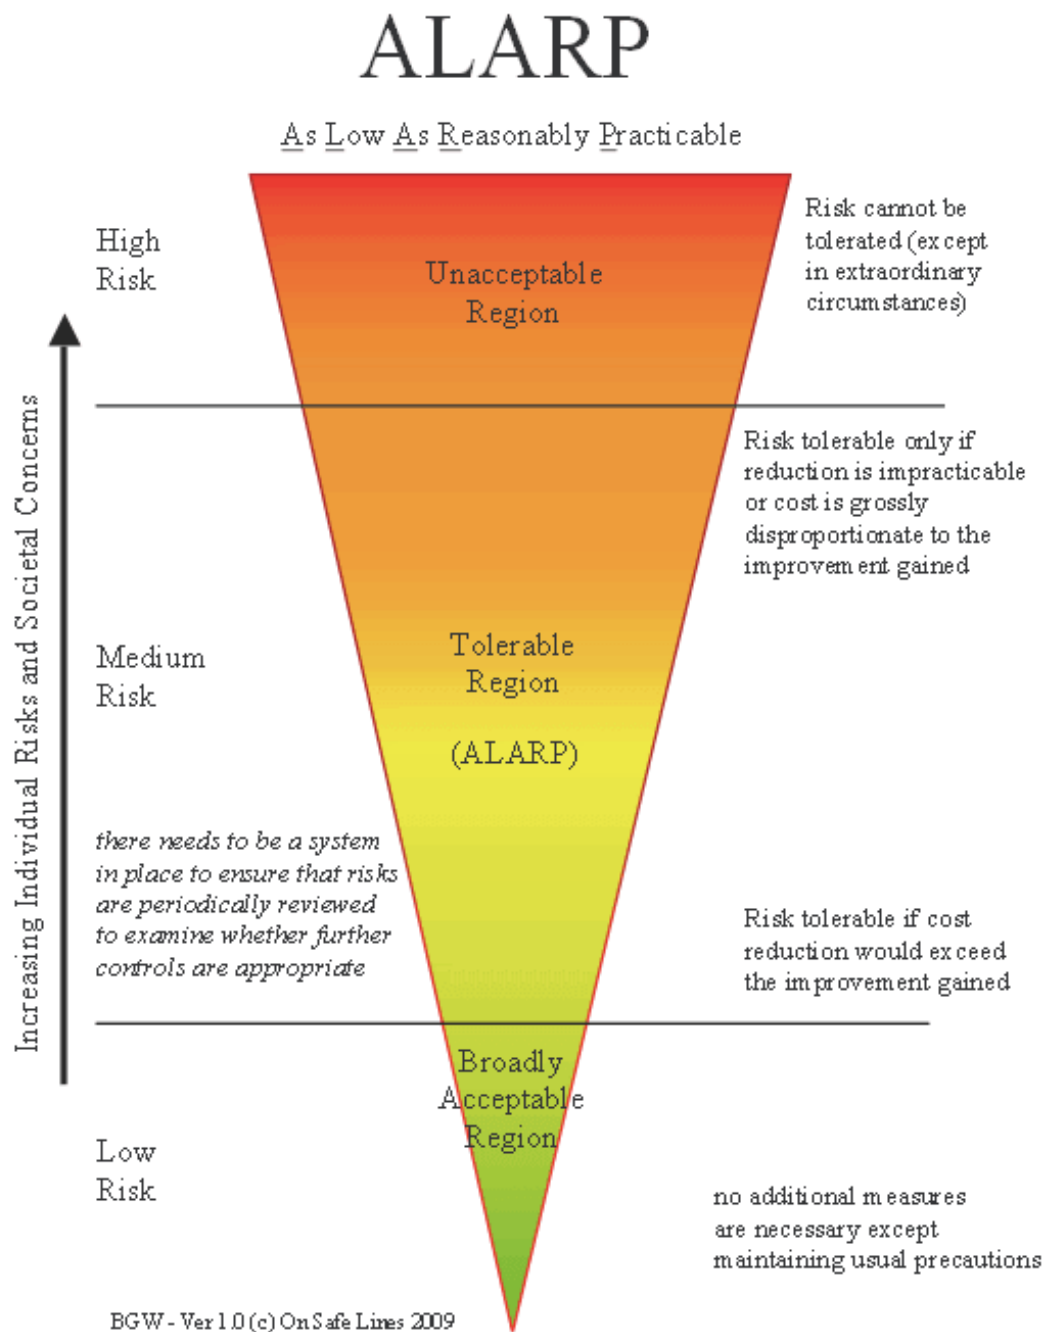 ALARP
As Low As Reasonably Practicable
High
Risk
Unacceptable
Region
Risk cannot be
tolerated (except
in extraordinary
circumstances)
Increasing Individual Risks and Societal Concerns
Risk tolerable only if
reduction is impracticable
or cost is grossly
disproportionate to the
improvement gained
Medium
Risk
Tolerable
Region
(ALARP)
there needs to be a system
in place to ensure that risks
are periodically reviewed
to examine whether further
controls are appropriate
Risk tolerable if cost
reduction would exceed
the improvement gained
Broadly
Acceptable
Region
Low
Risk
no additional measures
are necessary except
maintaining usual precautions
BGW - Ver 1.0 (c) On Safe Lines 2009